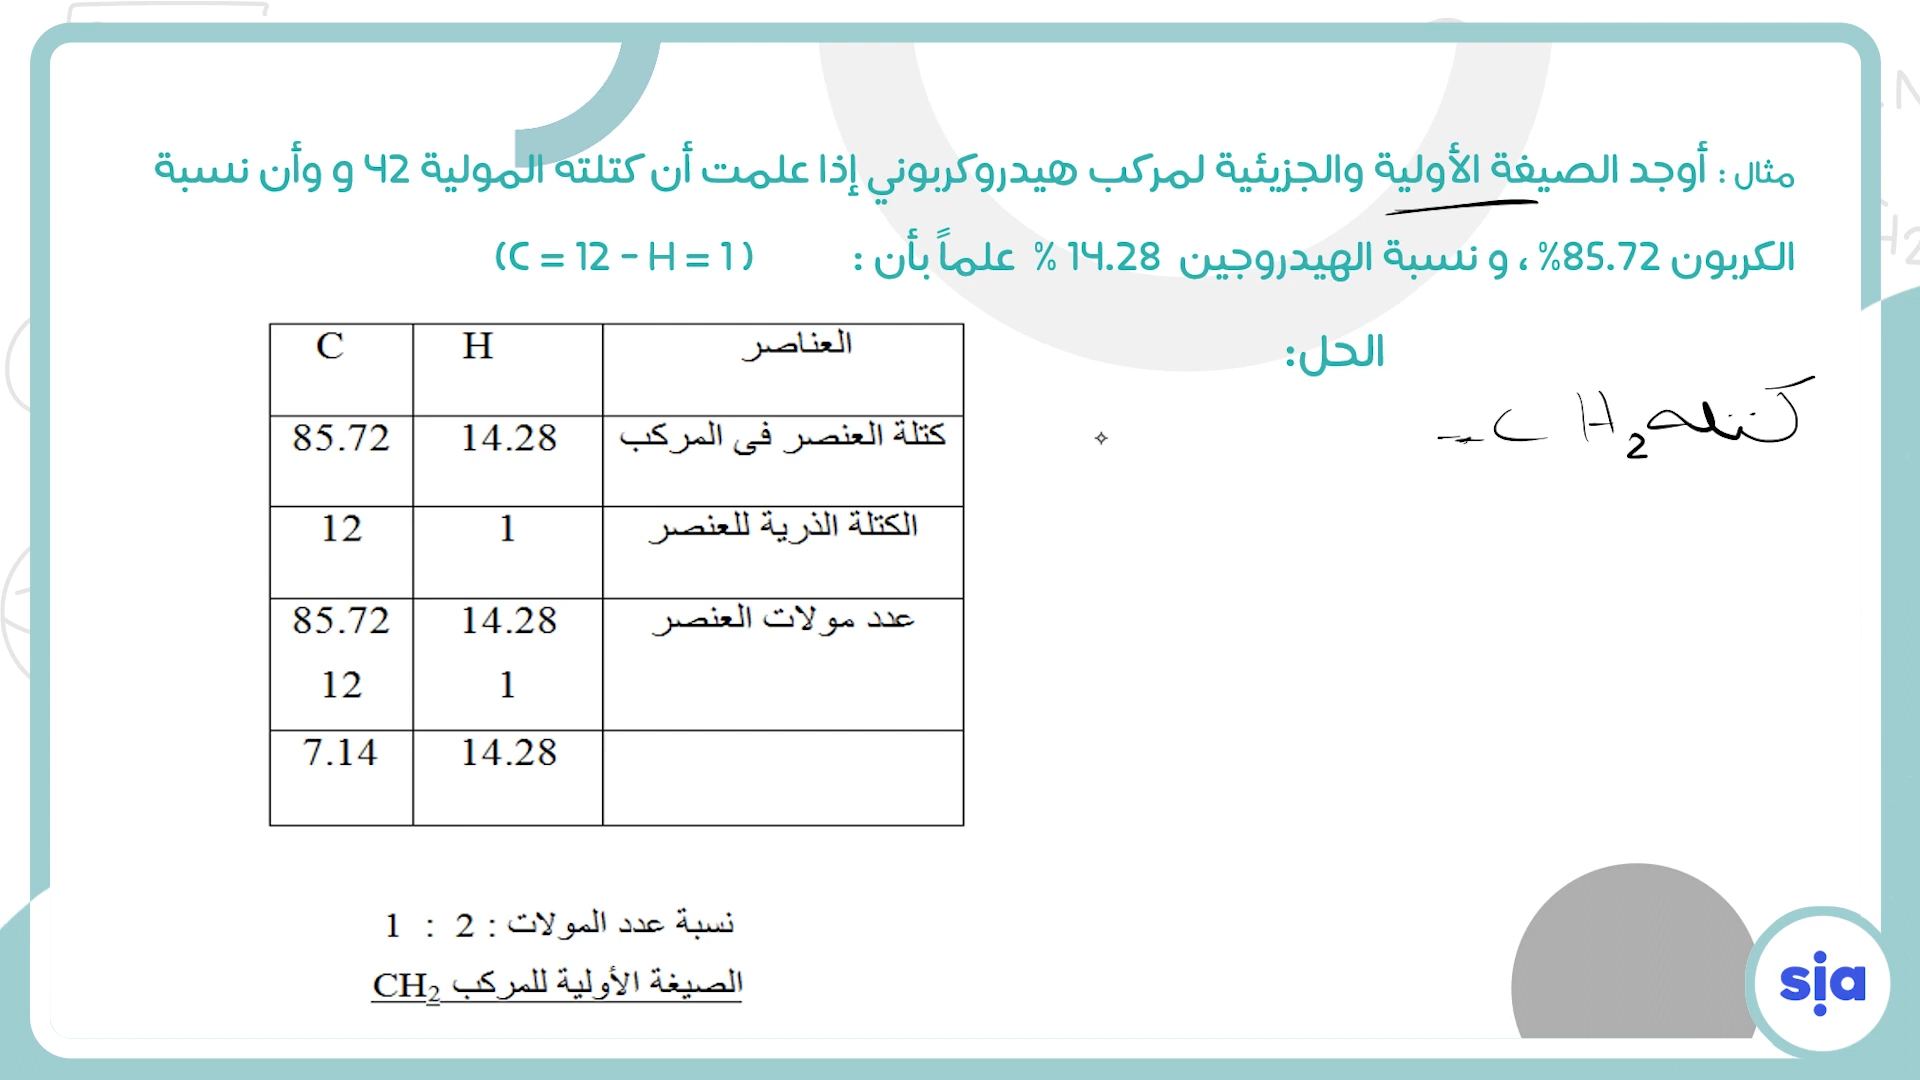 مثال : أوجد الصيغة الأولية والجزيئية لمركب هيدروكربوني إذا علمت أن كتلته المولية 42 و وأن نسبة
الكربون 85.72% ، و نسبة الهيدروجين 14.28 % علماً بأن : (C = 12 - H = 1)
الحل:
كتلة CH2 =
C H العناصر
85.72 14.28 كتلة العنصر في المركب
12 1 الكتلة الذرية للعنصر
85.72 14.28 عدد مولات العنصر
12 1
7.14 14.28
نسبة عدد المولات : 2 : 1
الصيغة الأولية للمركب CH₂
sia